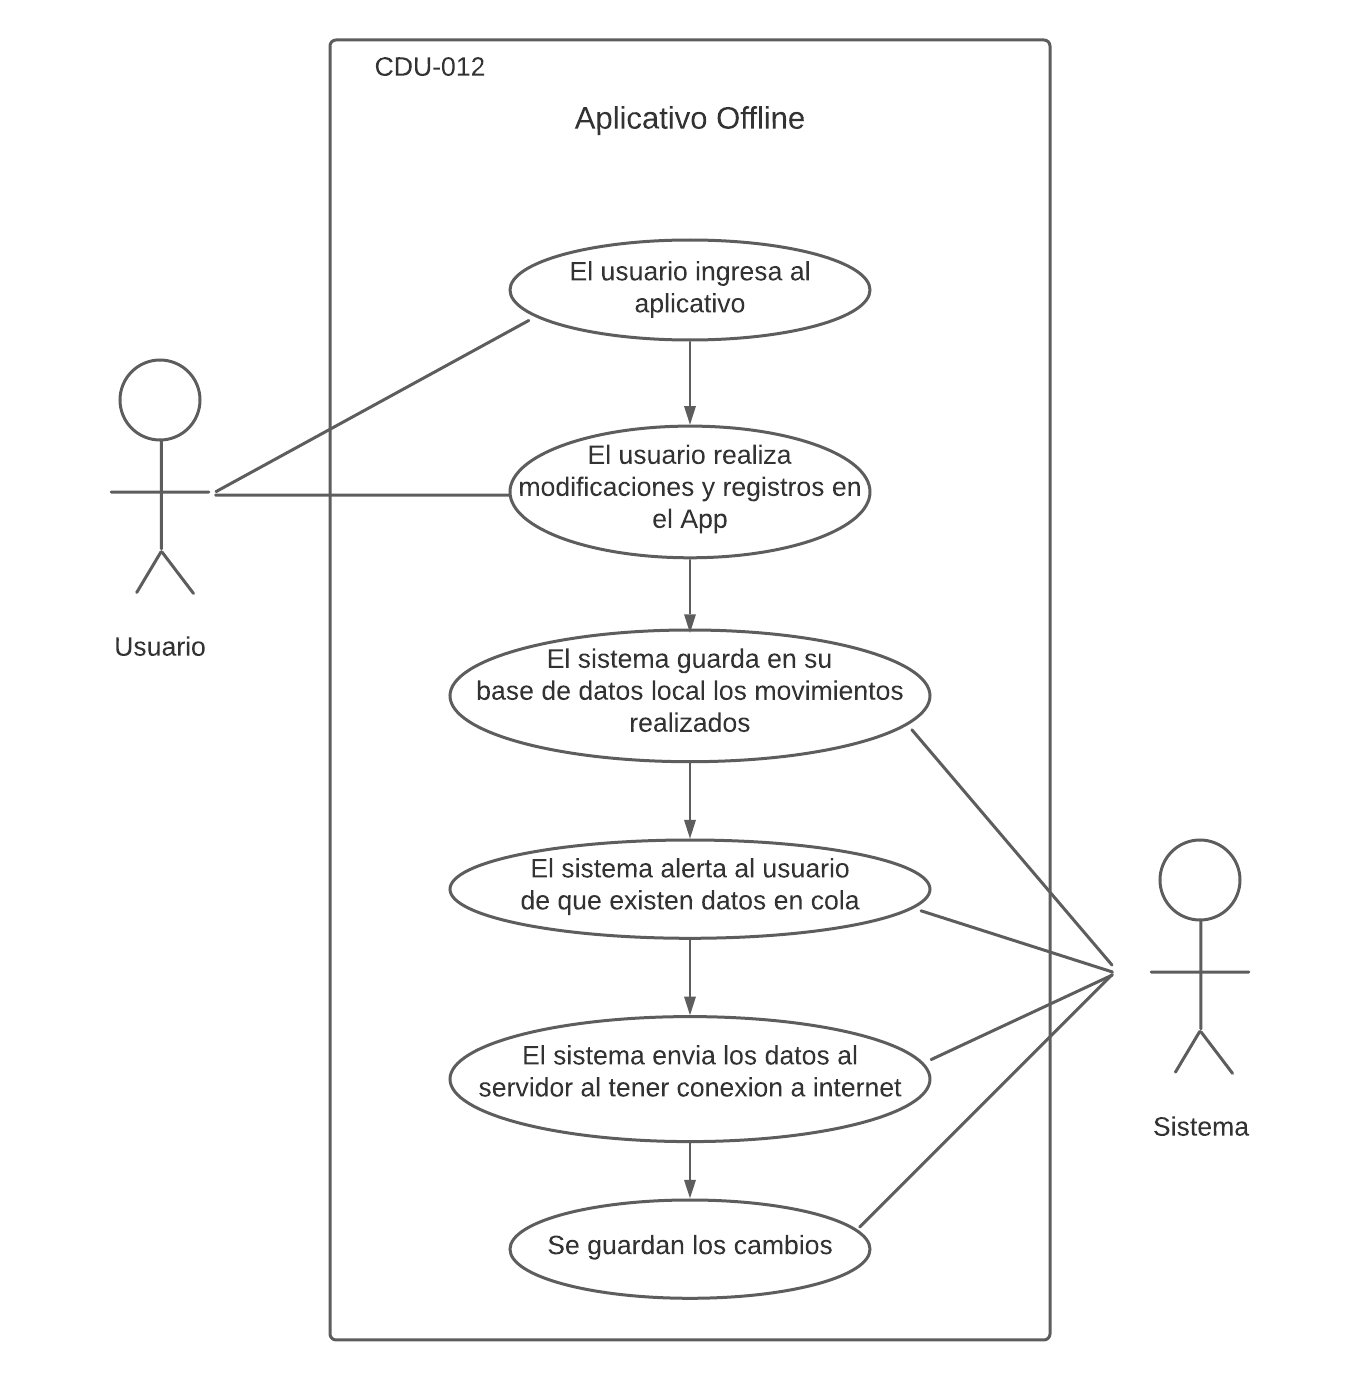 CDU-012
Aplicativo Offline
El usuario ingresa al
aplicativo
El usuario realiza
modificaciones y registros en
el App
Usuario
El sistema guarda en su
base de datos local los movimientos
realizados
El sistema alerta al usuario
de que existen datos en cola
El sistema envia los datos al
servidor al tener conexion a internet
Sistema
Se guardan los cambios